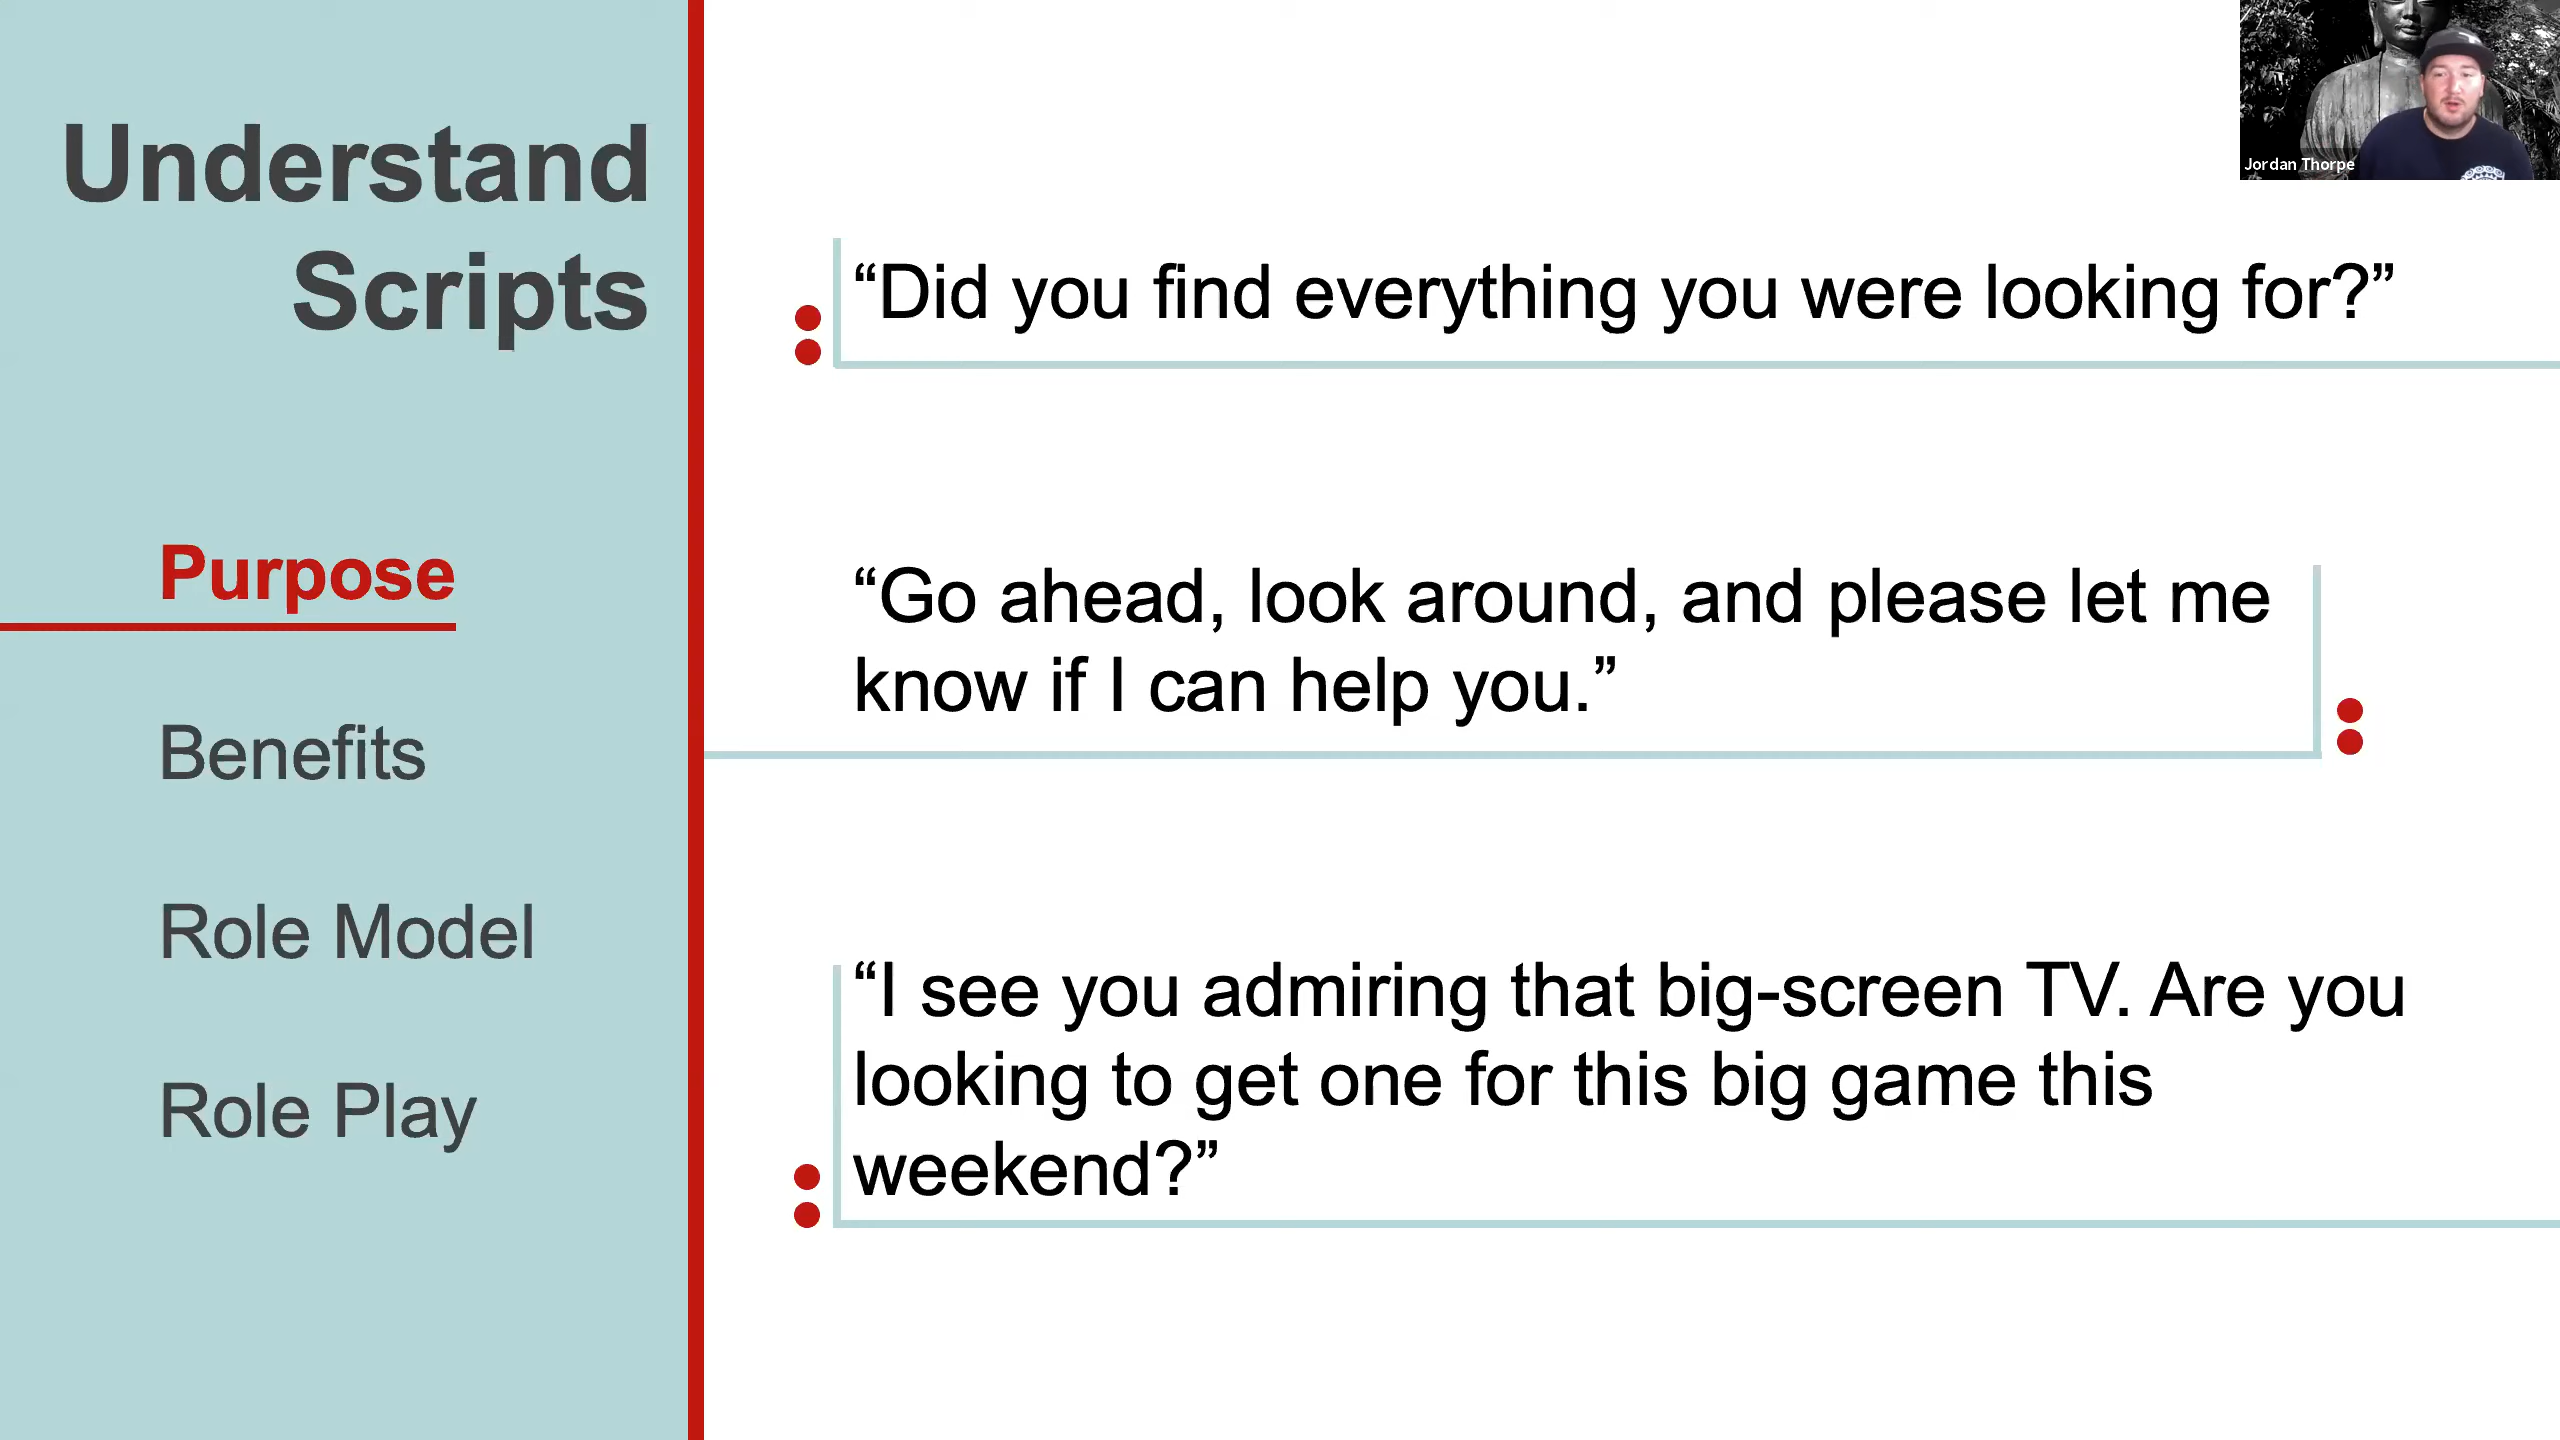 Understand
Scripts
Purpose
Benefits
Role Model
Role Play
“Did you find everything you were looking for?”
“Go ahead, look around, and please let me
know if I can help you.”
“I see you admiring that big-screen TV. Are you
looking to get one for this big game this
weekend?”
Jordan Thorpe